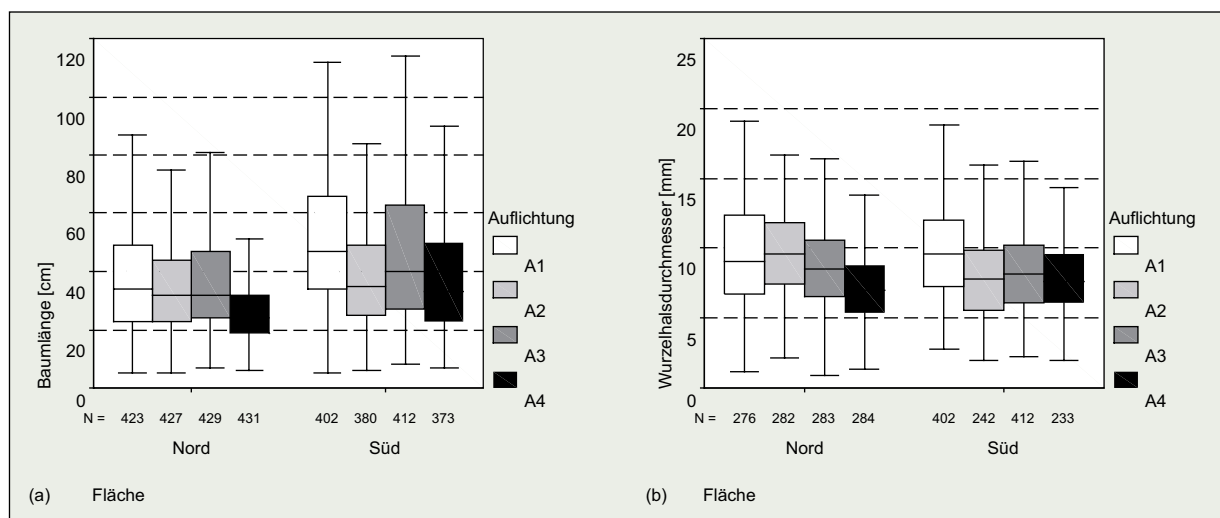 120
100
80
60
40
20
0
Baumlänge [cm]
Auflichtung
A1
A2
A3
A4
N = 423 427 429 431 402 380 412 373
Nord Süd
(a) Fläche
25
20
15
10
5
0
Wurzelhalsdurchmesser [mm]
Auflichtung
A1
A2
A3
A4
N = 276 282 283 284 402 242 412 233
Nord Süd
(b) Fläche